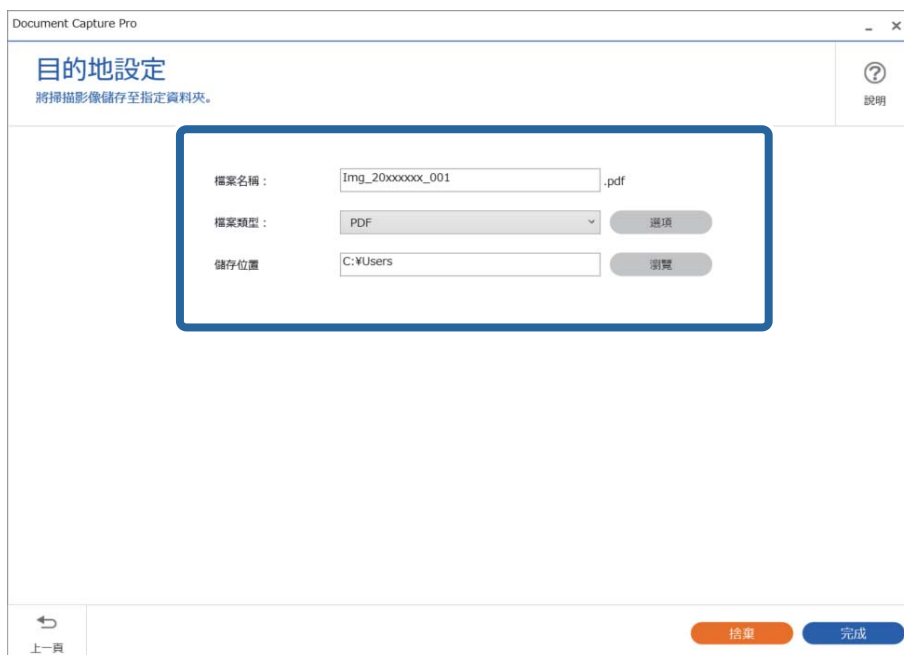 Document Capture Pro
目的地設定
將掃描影像儲存至指定資料夾。
說明
檔案名稱：
Img_20xxxxxx_001
.pdf
檔案類型：
PDF
選項
儲存位置
C:¥Users
瀏覽
上一頁
捨棄
完成